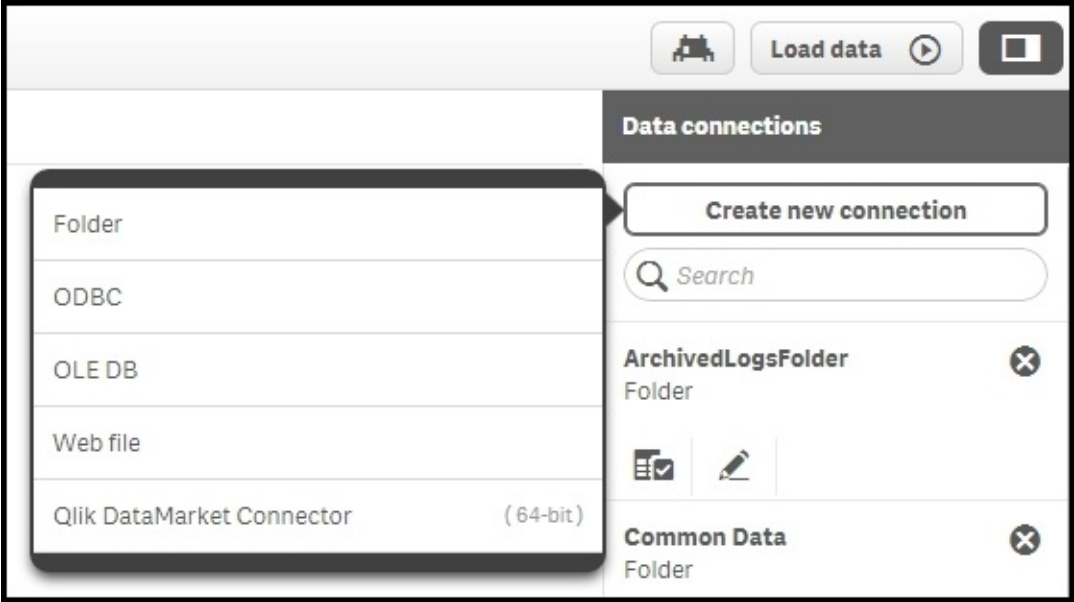 Load data
Data connections
Create new connection
Search
Folder
ODBC
OLE DB
Web file
Qlik DataMarket Connector (64-bit)
ArchivedLogsFolder
Folder
Common Data
Folder